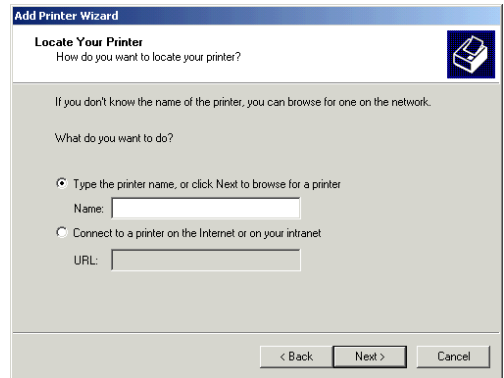 Add Printer Wizard
Locate Your Printer
How do you want to locate your printer?
If you don't know the name of the printer, you can browse for one on the network.
What do you want to do?
Type the printer name, or click Next to browse for a printer
Name:
Connect to a printer on the Internet or on your intranet
URL:
< Back Next > Cancel